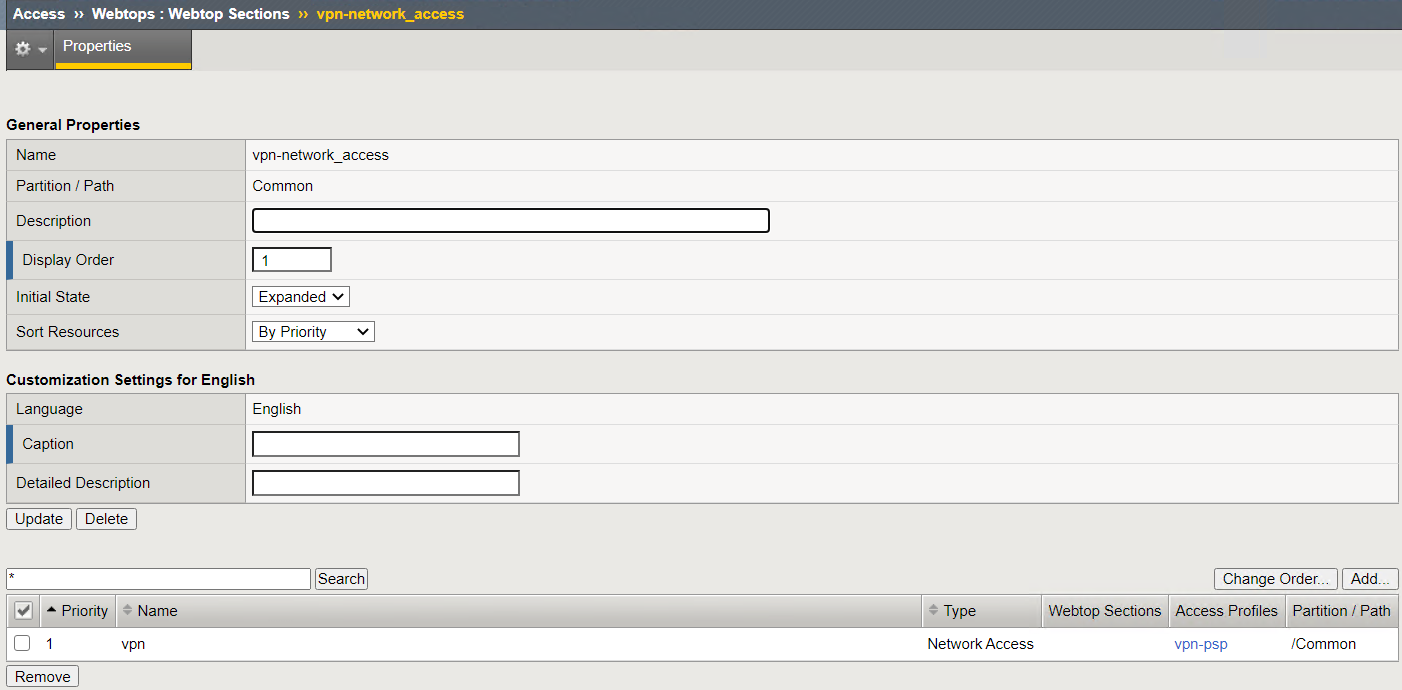 Access ›› Webtops : Webtop Sections ›› vpn-network_access
Properties
General Properties
Name vpn-network_access
Partition / Path Common
Description
Display Order 1
Initial State Expanded
Sort Resources By Priority
Customization Settings for English
Language English
Caption
Detailed Description
Update Delete
* Search Change Order... Add...
Priority Name Type Webtop Sections Access Profiles Partition / Path
1 vpn Network Access vpn-psp /Common
Remove